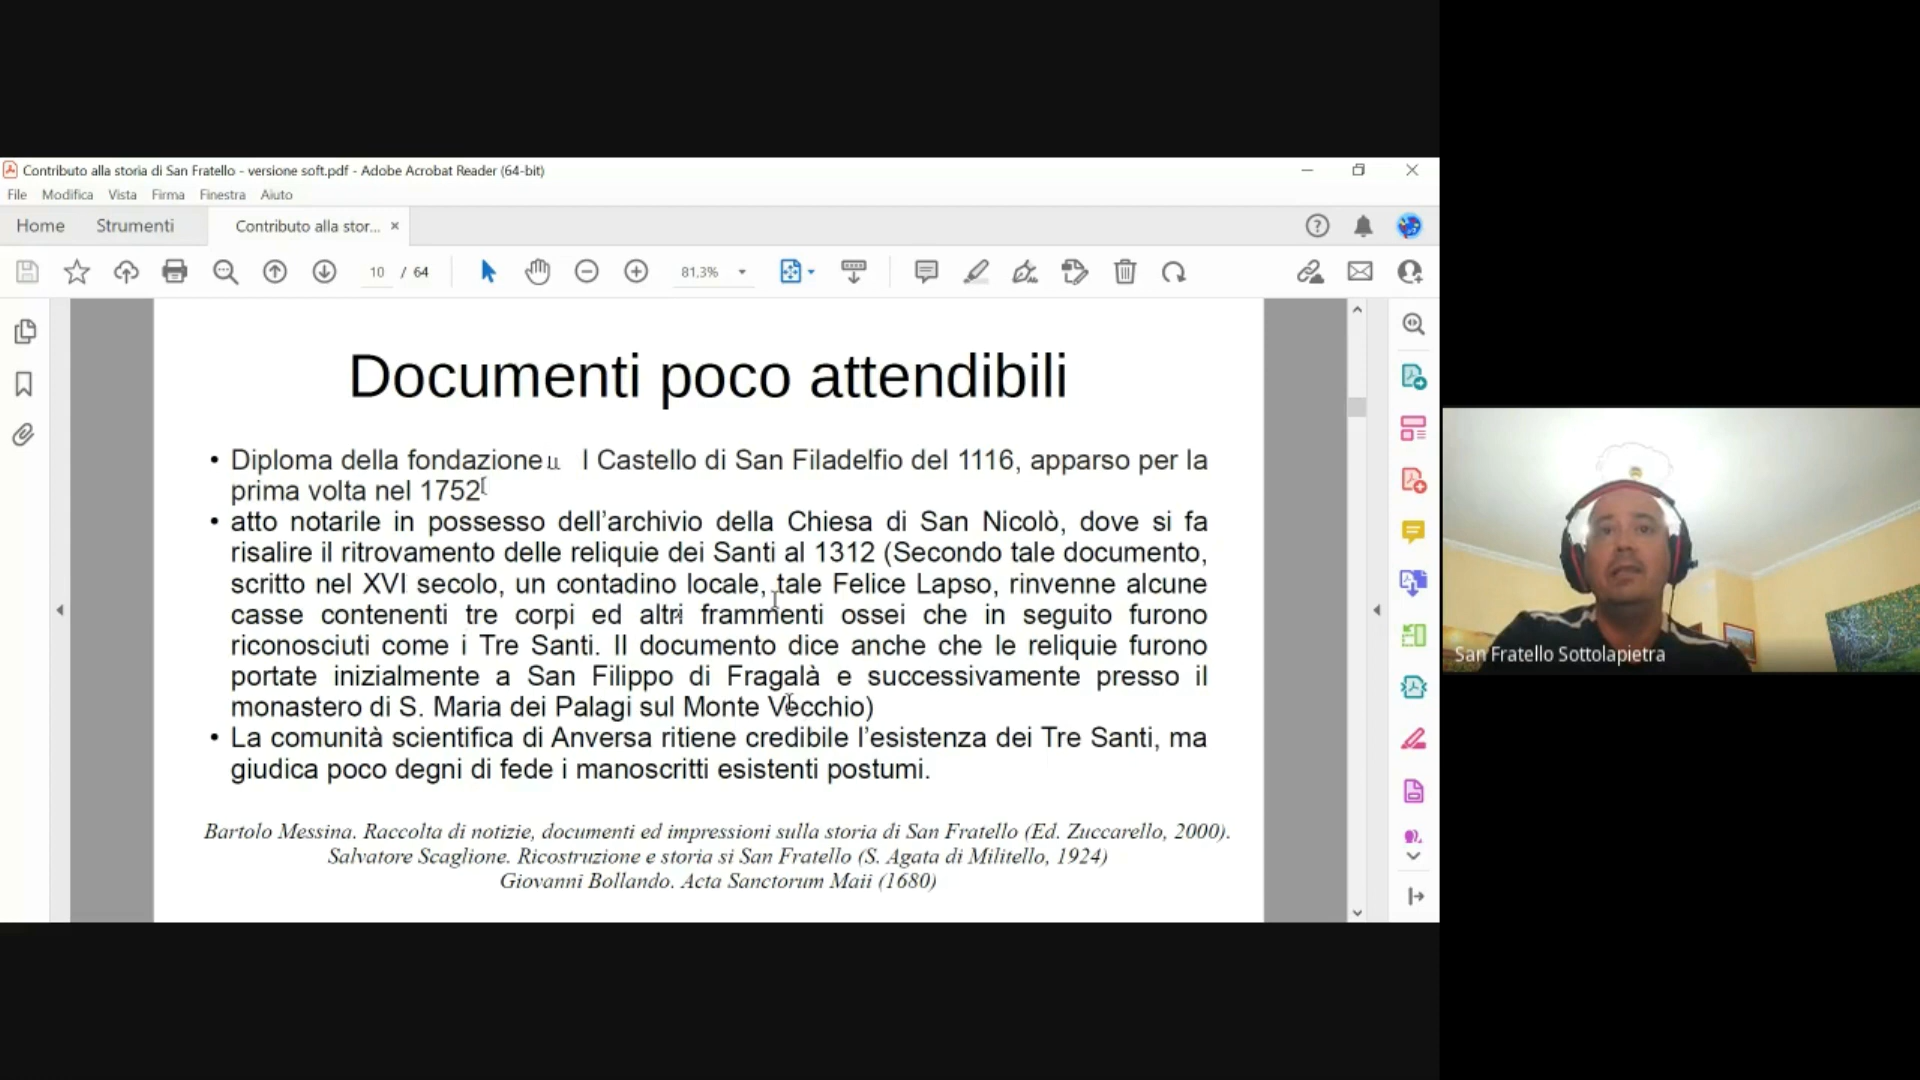 Contributo alla storia di San Fratello - versione soft.pdf - Adobe Acrobat Reader (64-bit)
File Modifica Vista Firma Finestra Aiuto
Home Strumenti Contributo alla stor...
10 / 64 81,3%
Documenti poco attendibili
• Diploma della fondazione l Castello di San Filadelfio del 1116, apparso per la
prima volta nel 1752
• atto notarile in possesso dell’archivio della Chiesa di San Nicolò, dove si fa
risalire il ritrovamento delle reliquie dei Santi al 1312 (Secondo tale documento,
scritto nel XVI secolo, un contadino locale, tale Felice Lapso, rinvenne alcune
casse contenenti tre corpi ed altri frammenti ossei che in seguito furono
riconosciuti come i Tre Santi. Il documento dice anche che le reliquie furono
portate inizialmente a San Filippo di Fragalà e successivamente presso il
monastero di S. Maria dei Palagi sul Monte Vecchio)
• La comunità scientifica di Anversa ritiene credibile l’esistenza dei Tre Santi, ma
giudica poco degni di fede i manoscritti esistenti postumi.
Bartolo Messina. Raccolta di notizie, documenti ed impressioni sulla storia di San Fratello (Ed. Zuccarello, 2000).
Salvatore Scaglione. Ricostruzione e storia si San Fratello (S. Agata di Militello, 1924)
Giovanni Bollando. Acta Sanctorum Maii (1680)
San Fratello Sottolapietra